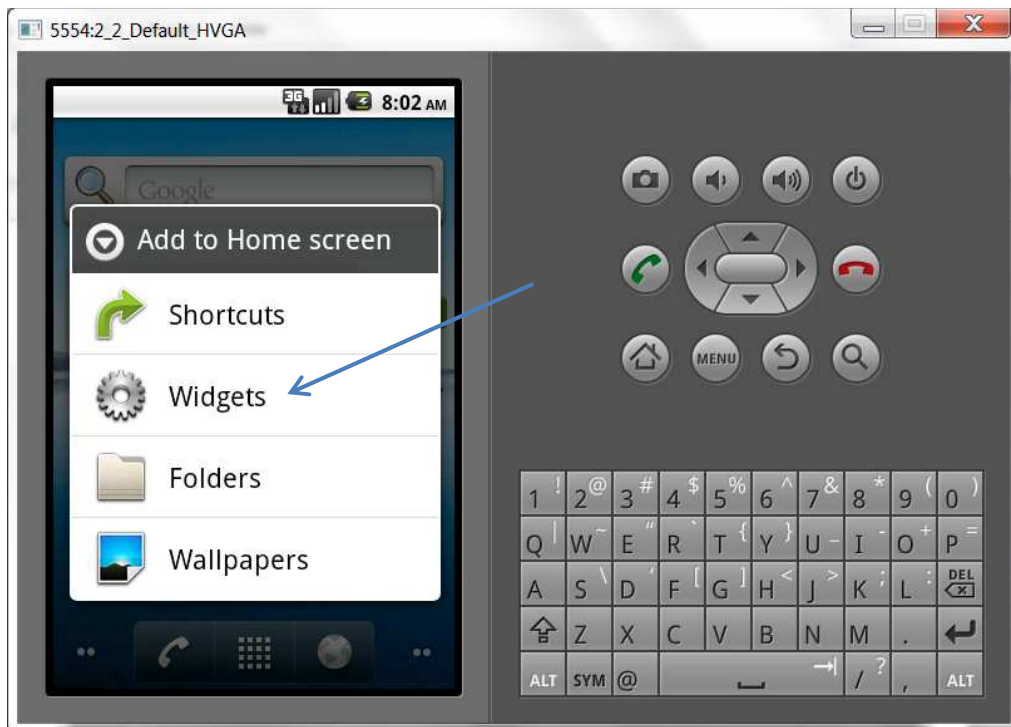 5554:2_2_Default_HVGA
3G 8:02 AM
Google
Add to Home screen
Shortcuts
Widgets
Folders
Wallpapers
MENU
1 ! 2 @ 3 # 4 $ 5 % 6 ^ 7 & 8 * 9 ( 0 )
Q | W ~ E " R ` T { Y } U _ I - O + P =
A S \ D ' F [ G ] H < J > K ; L : DEL
Z X C V B N M .
ALT SYM @ / ? , ALT